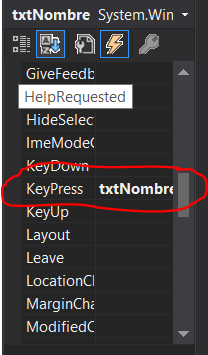 txtNombre System.Win
GiveFeedb
HelpRequested
HideSelec
ImeModeC
KeyDown
KeyPress txtNombre
KeyUp
Layout
Leave
LocationCl
MarginCha
ModifiedC